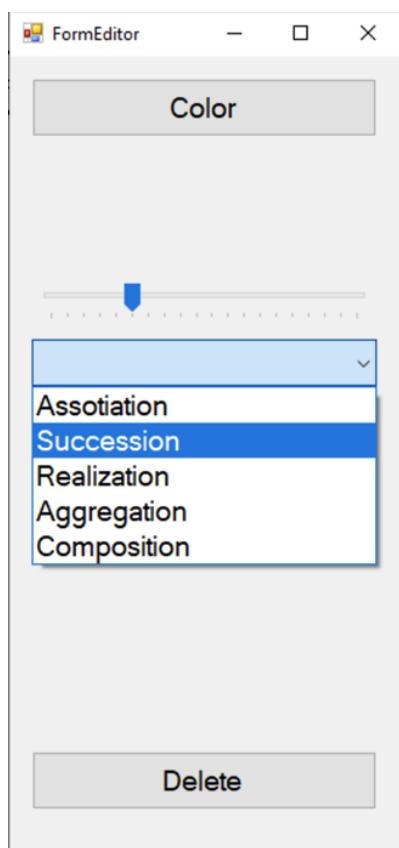 FormEditor
Color
Assotiation
Succession
Realization
Aggregation
Composition
Delete